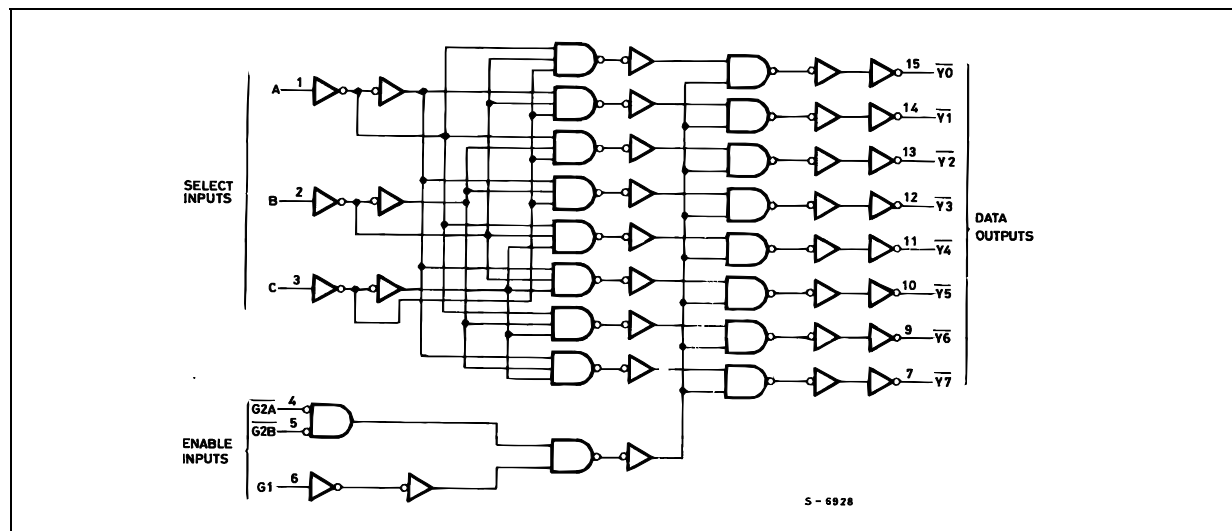 SELECT
INPUTS
A 1
B 2
C 3
ENABLE
INPUTS
G2A 4
G2B 5
G1 6
15 Y0
14 Y1
13 Y2
12 Y3
11 Y4
10 Y5
9 Y6
7 Y7
DATA
OUTPUTS
S - 6928